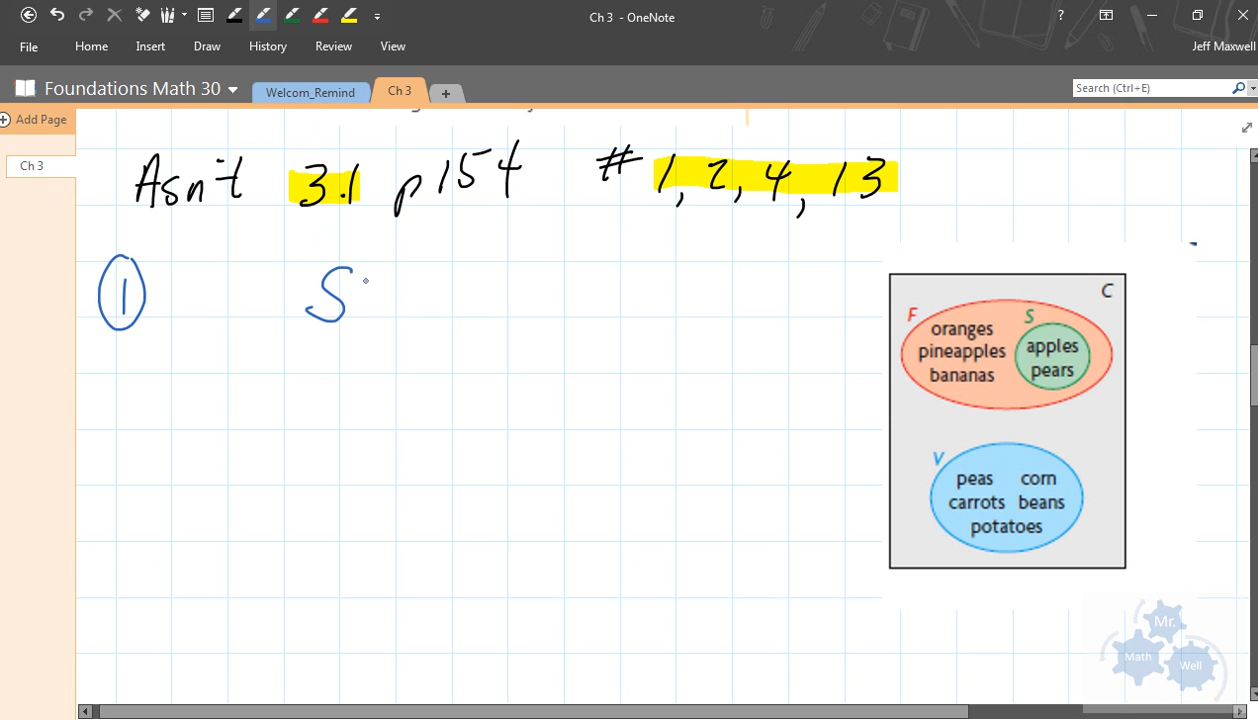 Ch 3 - OneNote
?
File
Home
Insert
Draw
History
Review
View
Jeff Maxwell
Foundations Math 30
Welcom_Remind
Ch 3
+
Search (Ctrl+E)
Add Page
Ch 3
Asn't 3.1 p154 # 1, 2, 4, 13
① S
C
F
S
oranges
pineapples
bananas
apples
pears
V
peas corn
carrots beans
potatoes
Mr.
Math
Well